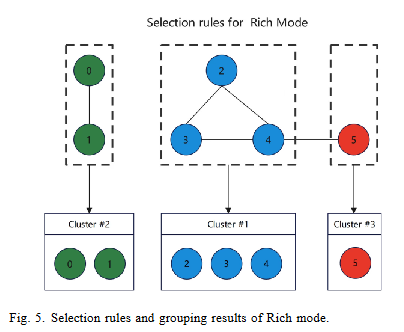 Selection rules for Rich Mode
0
2
1
3
4
5
Cluster #2
Cluster #1
Cluster #3
0 1
2 3 4
5
Fig. 5. Selection rules and grouping results of Rich mode.